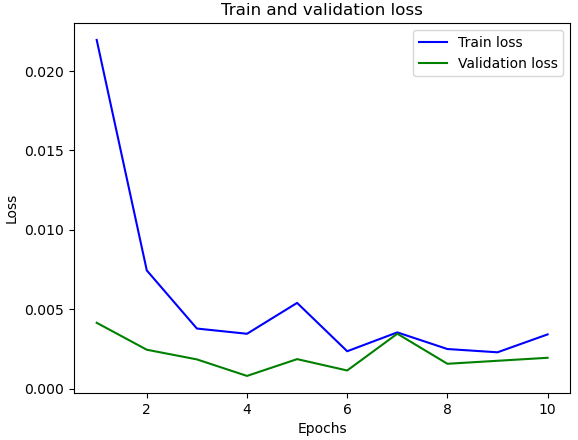 Train and validation loss
Train loss
Validation loss
0.020
0.015
0.010
0.005
0.000
Loss
2 4 6 8 10
Epochs